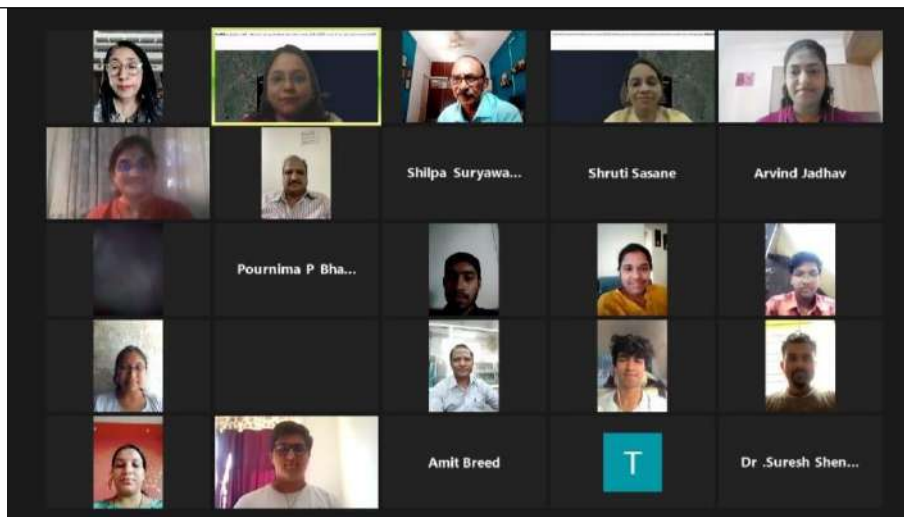 Shilpa Suryawa...
Shruti Sasane
Arvind Jadhav
Pournima P Bha...
Amit Breed
T
Dr .Suresh Shen...